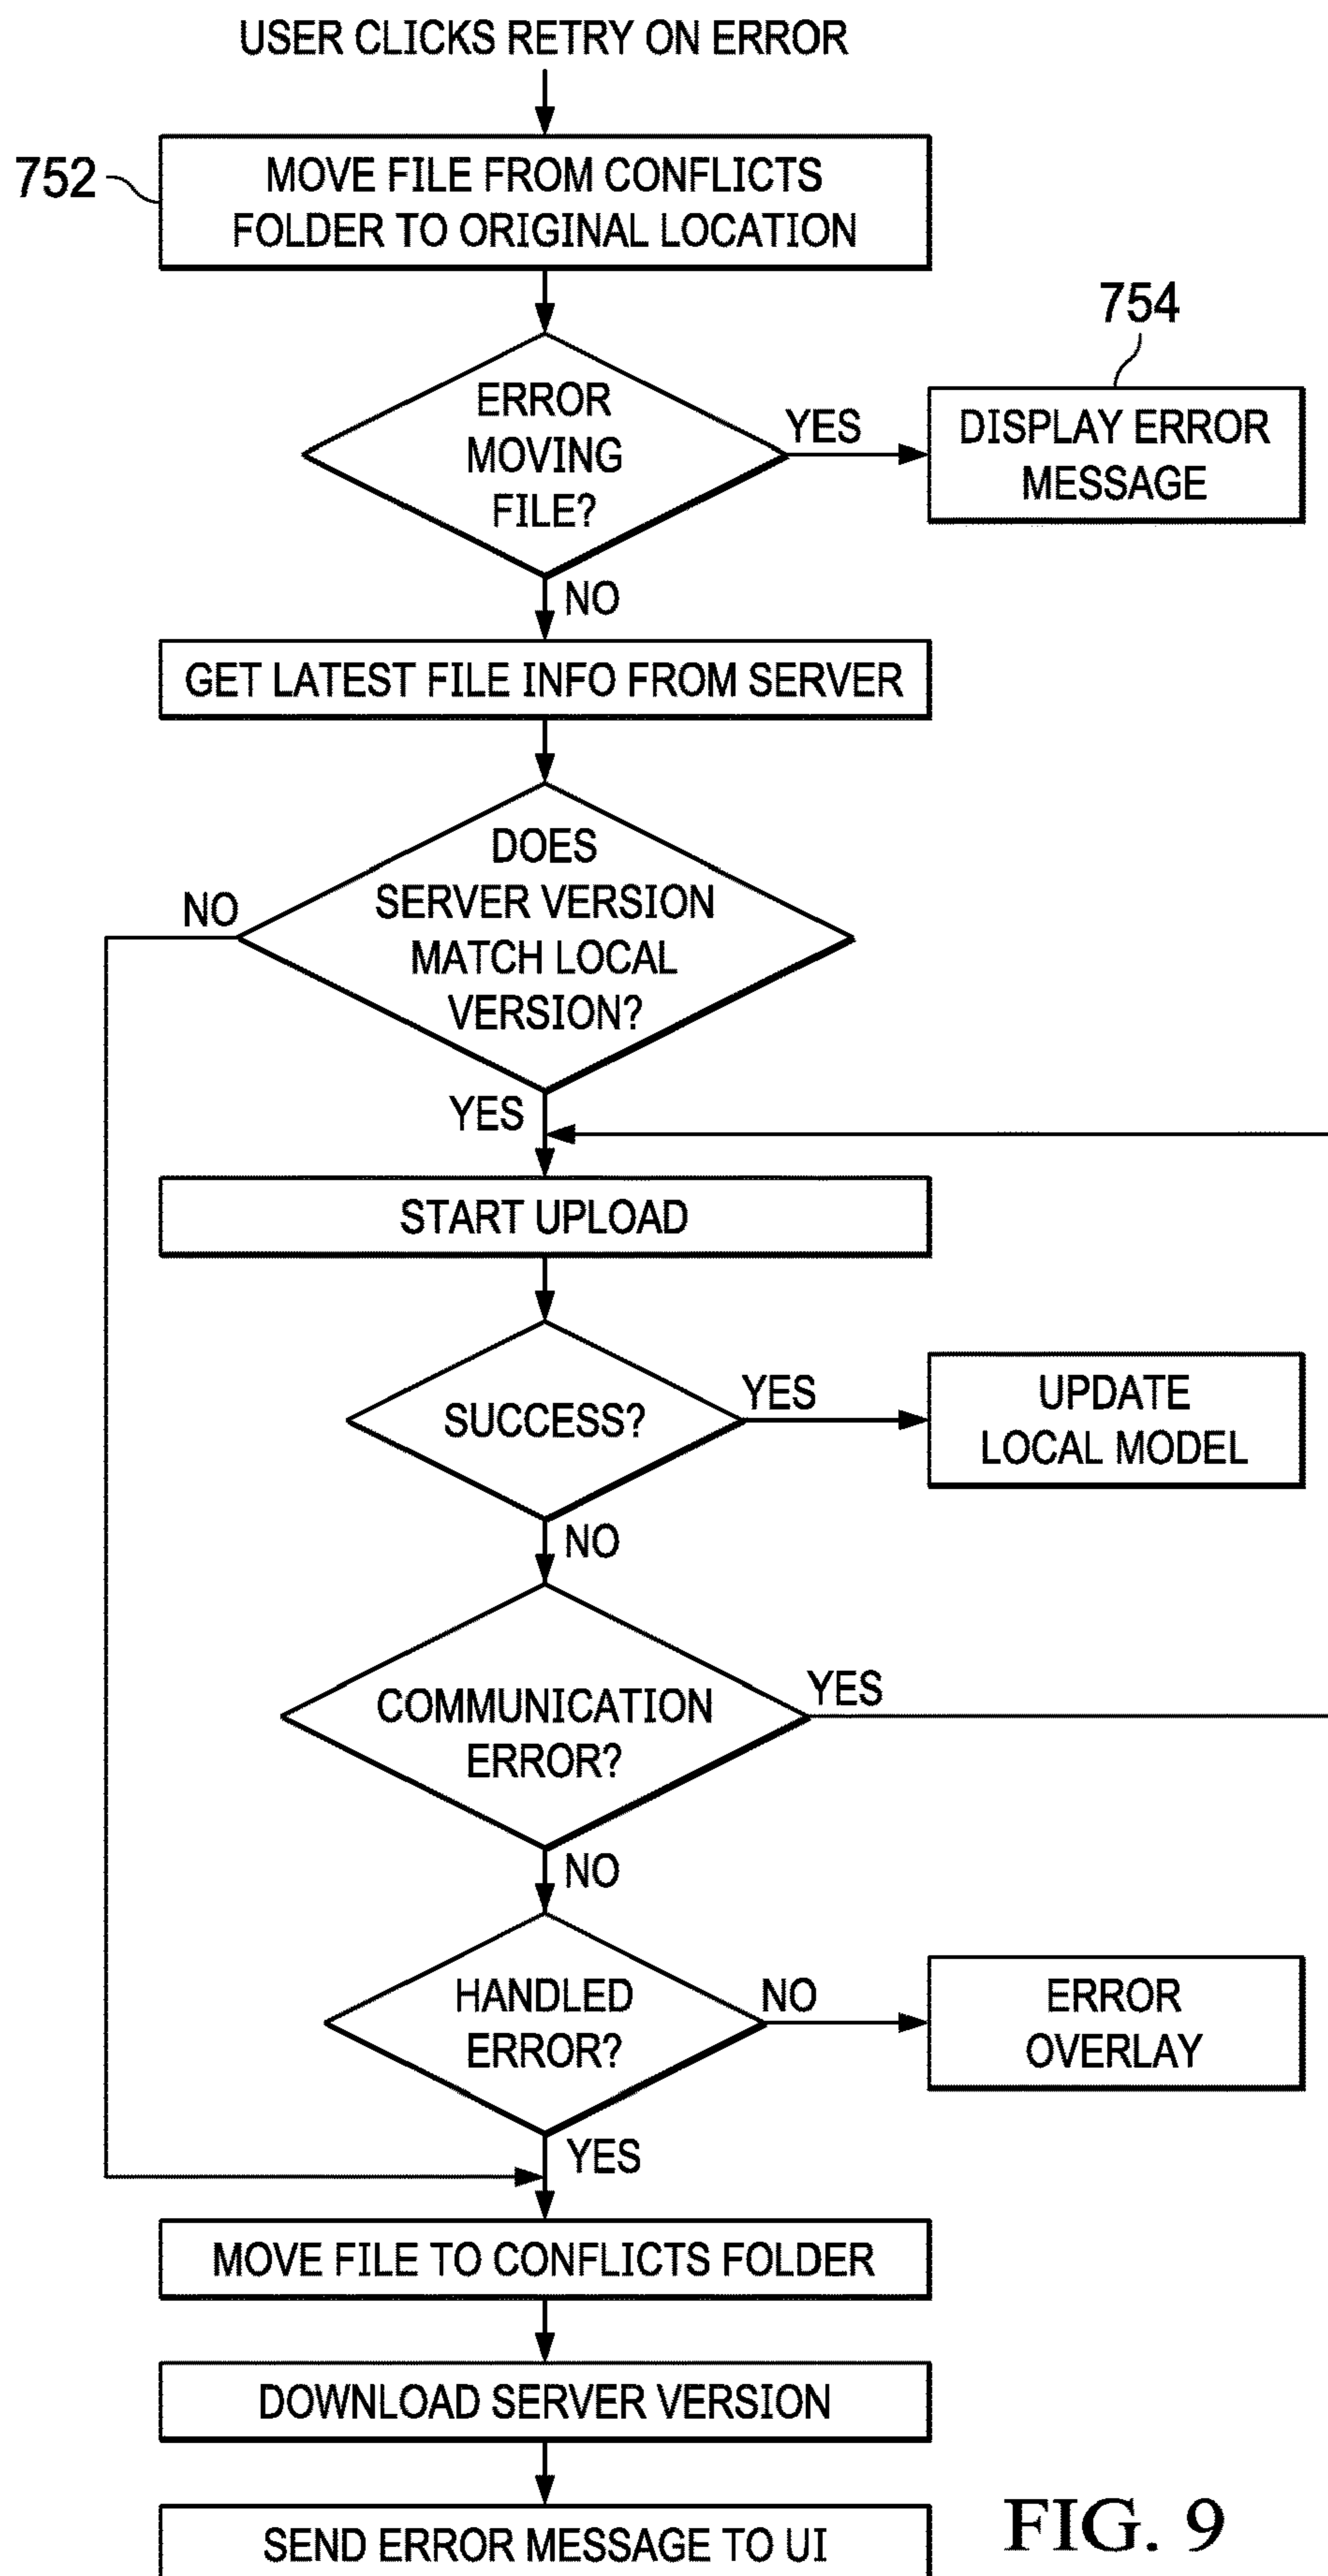 USER CLICKS RETRY ON ERROR
752
MOVE FILE FROM CONFLICTS
FOLDER TO ORIGINAL LOCATION
754
ERROR
MOVING
FILE?
YES
DISPLAY ERROR
MESSAGE
NO
GET LATEST FILE INFO FROM SERVER
DOES
SERVER VERSION
MATCH LOCAL
VERSION?
NO
YES
START UPLOAD
SUCCESS?
YES
UPDATE
LOCAL MODEL
NO
COMMUNICATION
ERROR?
YES
NO
HANDLED
ERROR?
NO
ERROR
OVERLAY
YES
MOVE FILE TO CONFLICTS FOLDER
DOWNLOAD SERVER VERSION
SEND ERROR MESSAGE TO UI
FIG. 9